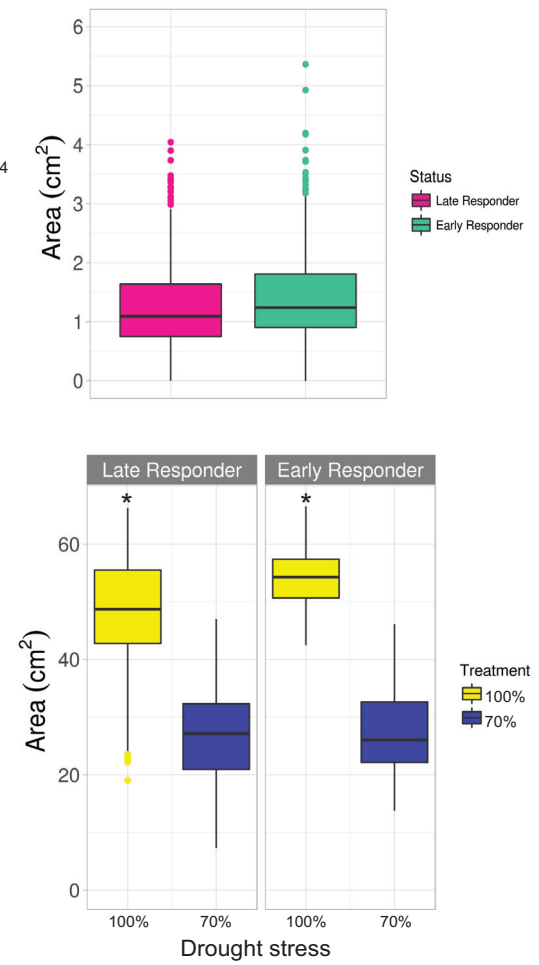 6
5
4
4
3
2
1
0
Area (cm2)
Status
Late Responder
Early Responder
Late Responder
Early Responder
*
*
60
40
20
0
Area (cm2)
Treatment
100%
70%
100%
70%
100%
70%
Drought stress